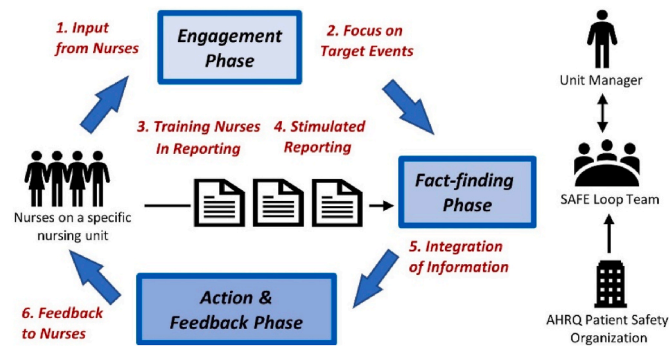 1. Input
from Nurses
Engagement
Phase
2. Focus on
Target Events
Unit Manager
3. Training Nurses
In Reporting
4. Stimulated
Reporting
Nurses on a specific
nursing unit
Fact-finding
Phase
SAFE Loop Team
5. Integration
of Information
Action &
Feedback Phase
6. Feedback
to Nurses
AHRQ Patient Safety
Organization